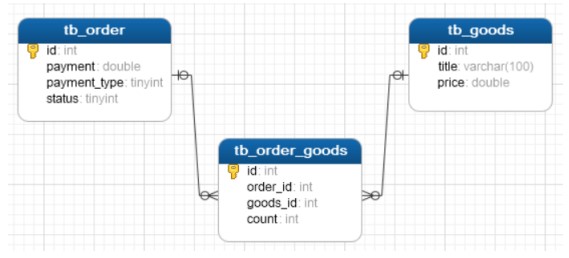 tb_order
id: int
payment: double
payment_type: tinyint
status: tinyint
tb_goods
id: int
title: varchar(100)
price: double
tb_order_goods
id: int
order_id: int
goods_id: int
count: int